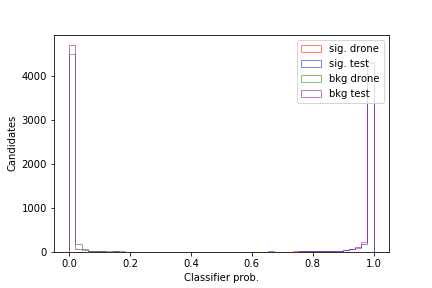 sig. drone
sig. test
bkg drone
bkg test
4000
3000
2000
1000
0
Candidates
0.0 0.2 0.4 0.6 0.8 1.0
Classifier prob.